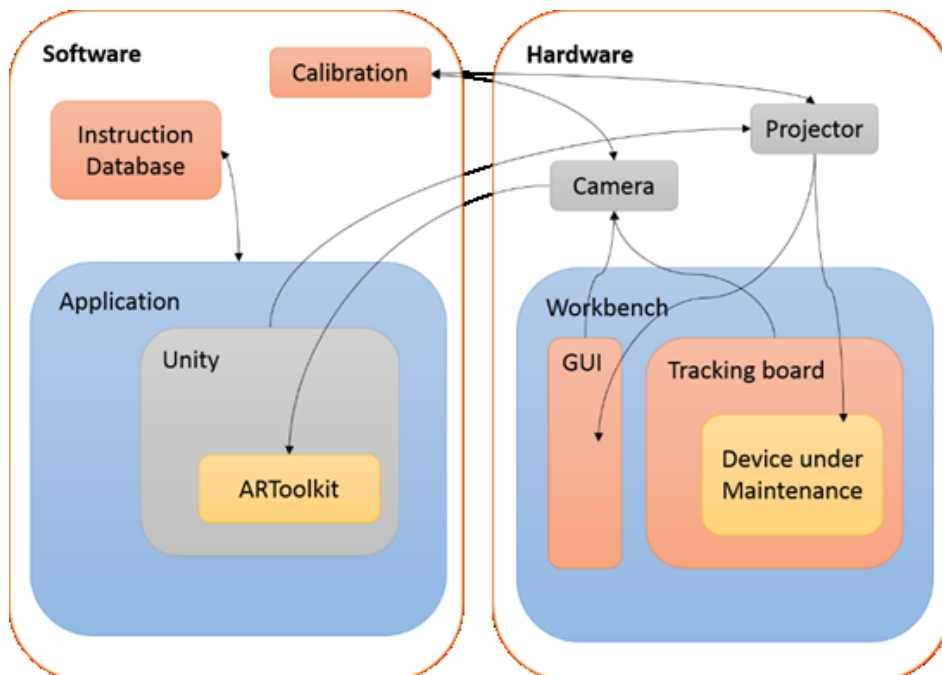 Software
Calibration
Instruction
Database
Application
Unity
ARToolkit
Hardware
Projector
Camera
Workbench
GUI
Tracking board
Device under
Maintenance